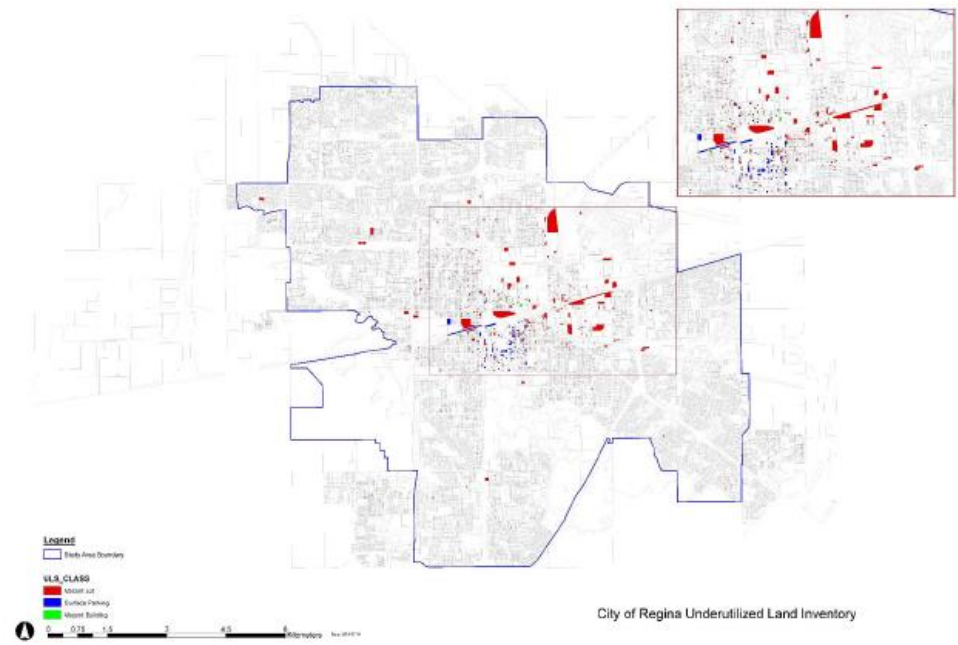 Legend
Study Area Boundary
ULS_CLASS
Vacant Lot
Surface Parking
Vacant Building
0 0.75 1.5 3 4.5 6
Kilometers
City of Regina Underutilized Land Inventory